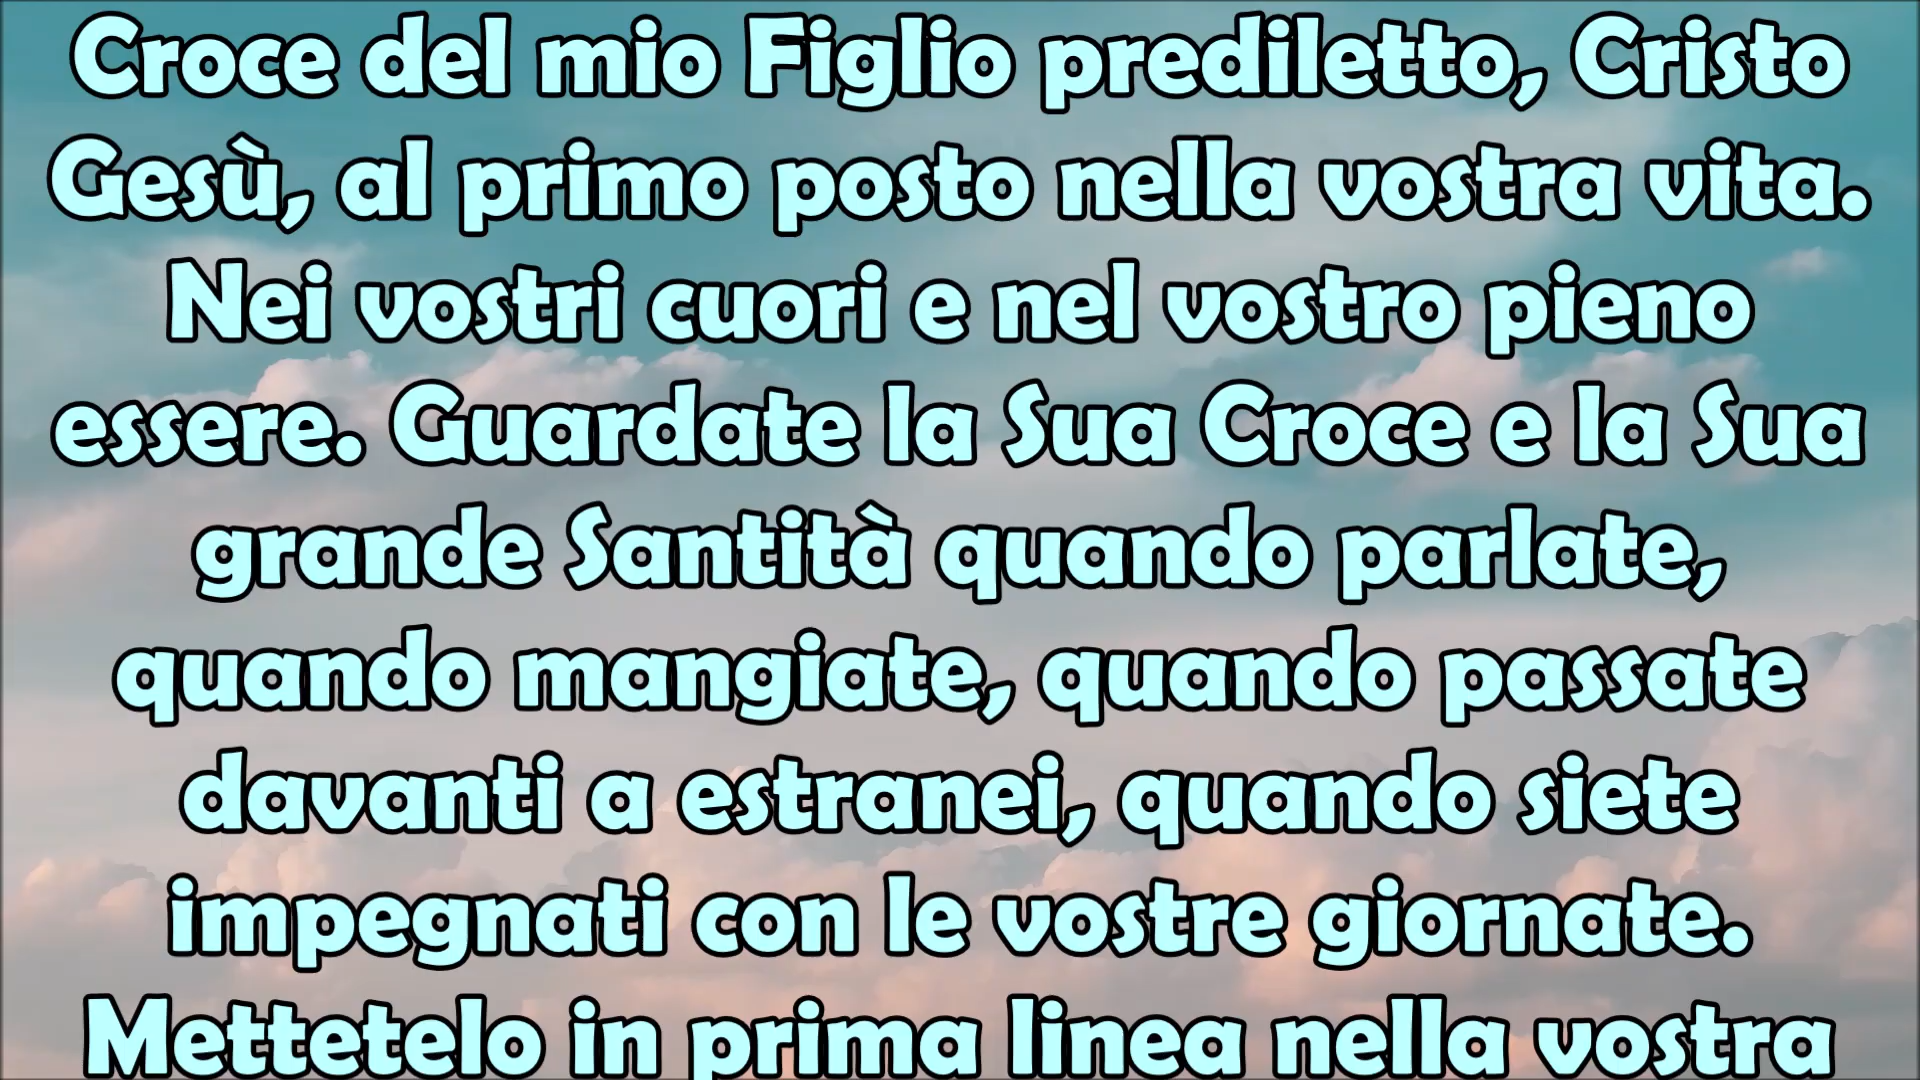 Croce del mio Figlio prediletto, Cristo
Gesù, al primo posto nella vostra vita.
Nei vostri cuori e nel vostro pieno
essere. Guardate la Sua Croce e la Sua
grande Santità quando parlate,
quando mangiate, quando passate
davanti a estranei, quando siete
impegnati con le vostre giornate.
Mettetelo in prima linea nella vostra